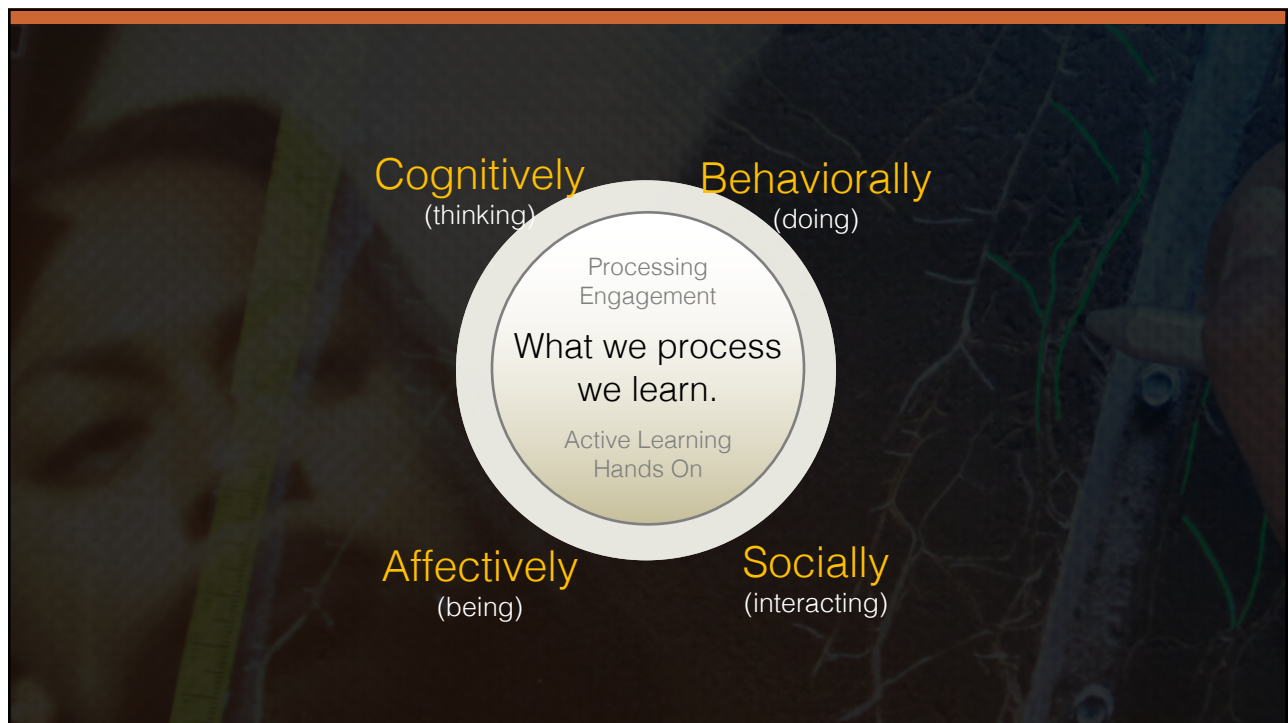 Cognitively
(thinking)
Behaviorally
(doing)
Processing
Engagement
What we process
we learn.
Active Learning
Hands On
Affectively
(being)
Socially
(interacting)